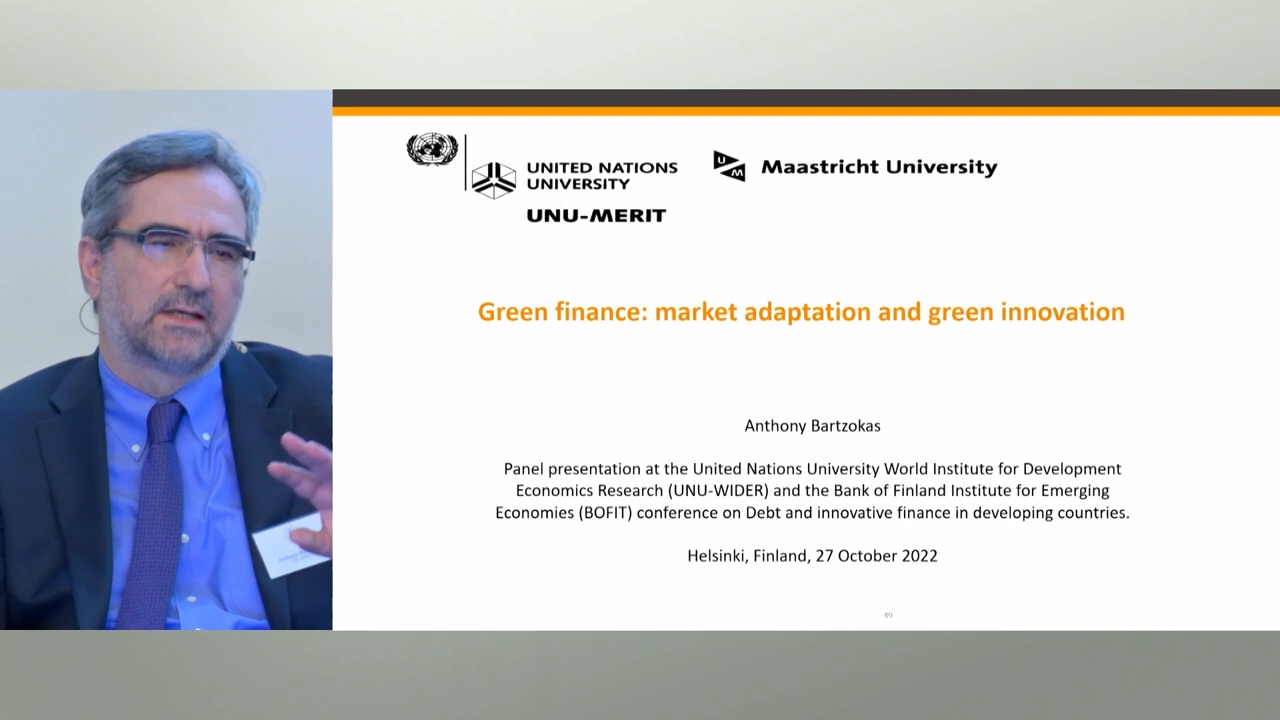 UNITED NATIONS
UNIVERSITY
UNU-MERIT
U
M
Maastricht University
Green finance: market adaptation and green innovation
Anthony Bartzokas
Panel presentation at the United Nations University World Institute for Development
Economics Research (UNU-WIDER) and the Bank of Finland Institute for Emerging
Economies (BOFIT) conference on Debt and innovative finance in developing countries.
Helsinki, Finland, 27 October 2022